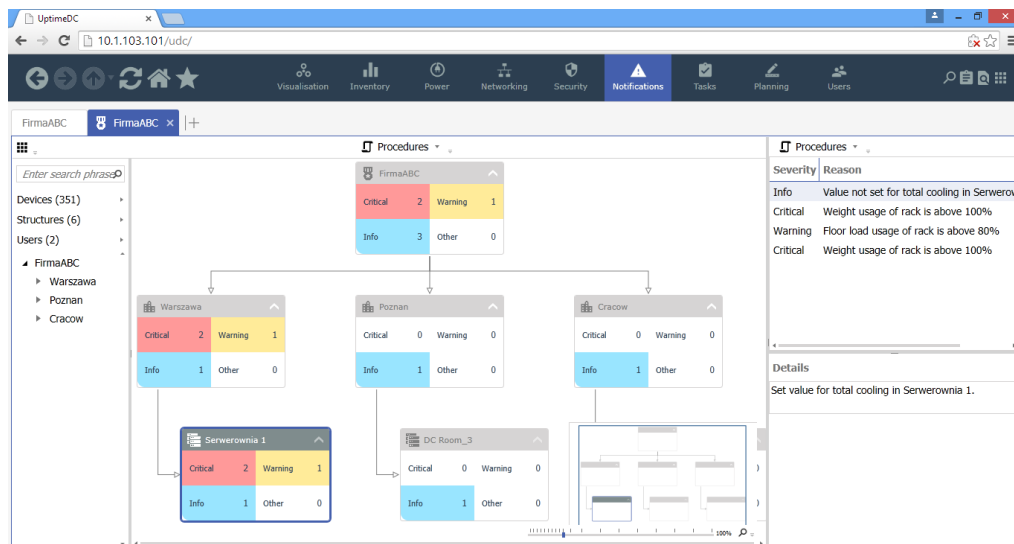 UptimeDC
10.1.103.101/udc/
Visualisation Inventory Power Networking Security Notifications Tasks Planning Users
FirmaABC FirmaABC
Procedures Procedures
Enter search phrase
Devices (351)
Structures (6)
Users (2)
FirmaABC
Warszawa
Poznan
Cracow
FirmaABC
Critical 2 Warning 1
Info 3 Other 0
Warszawa
Critical 2 Warning 1
Info 1 Other 0
Poznan
Critical 0 Warning 0
Info 1 Other 0
Cracow
Critical 0 Warning 0
Info 1 Other 0
Serwerownia 1
Critical 2 Warning 1
Info 1 Other 0
DC Room_3
Critical 0 Warning 0
Info 1 Other 0
100%
Severity Reason
Info Value not set for total cooling in Serwerow
Critical Weight usage of rack is above 100%
Warning Floor load usage of rack is above 80%
Critical Weight usage of rack is above 100%
Details
Set value for total cooling in Serwerownia 1.